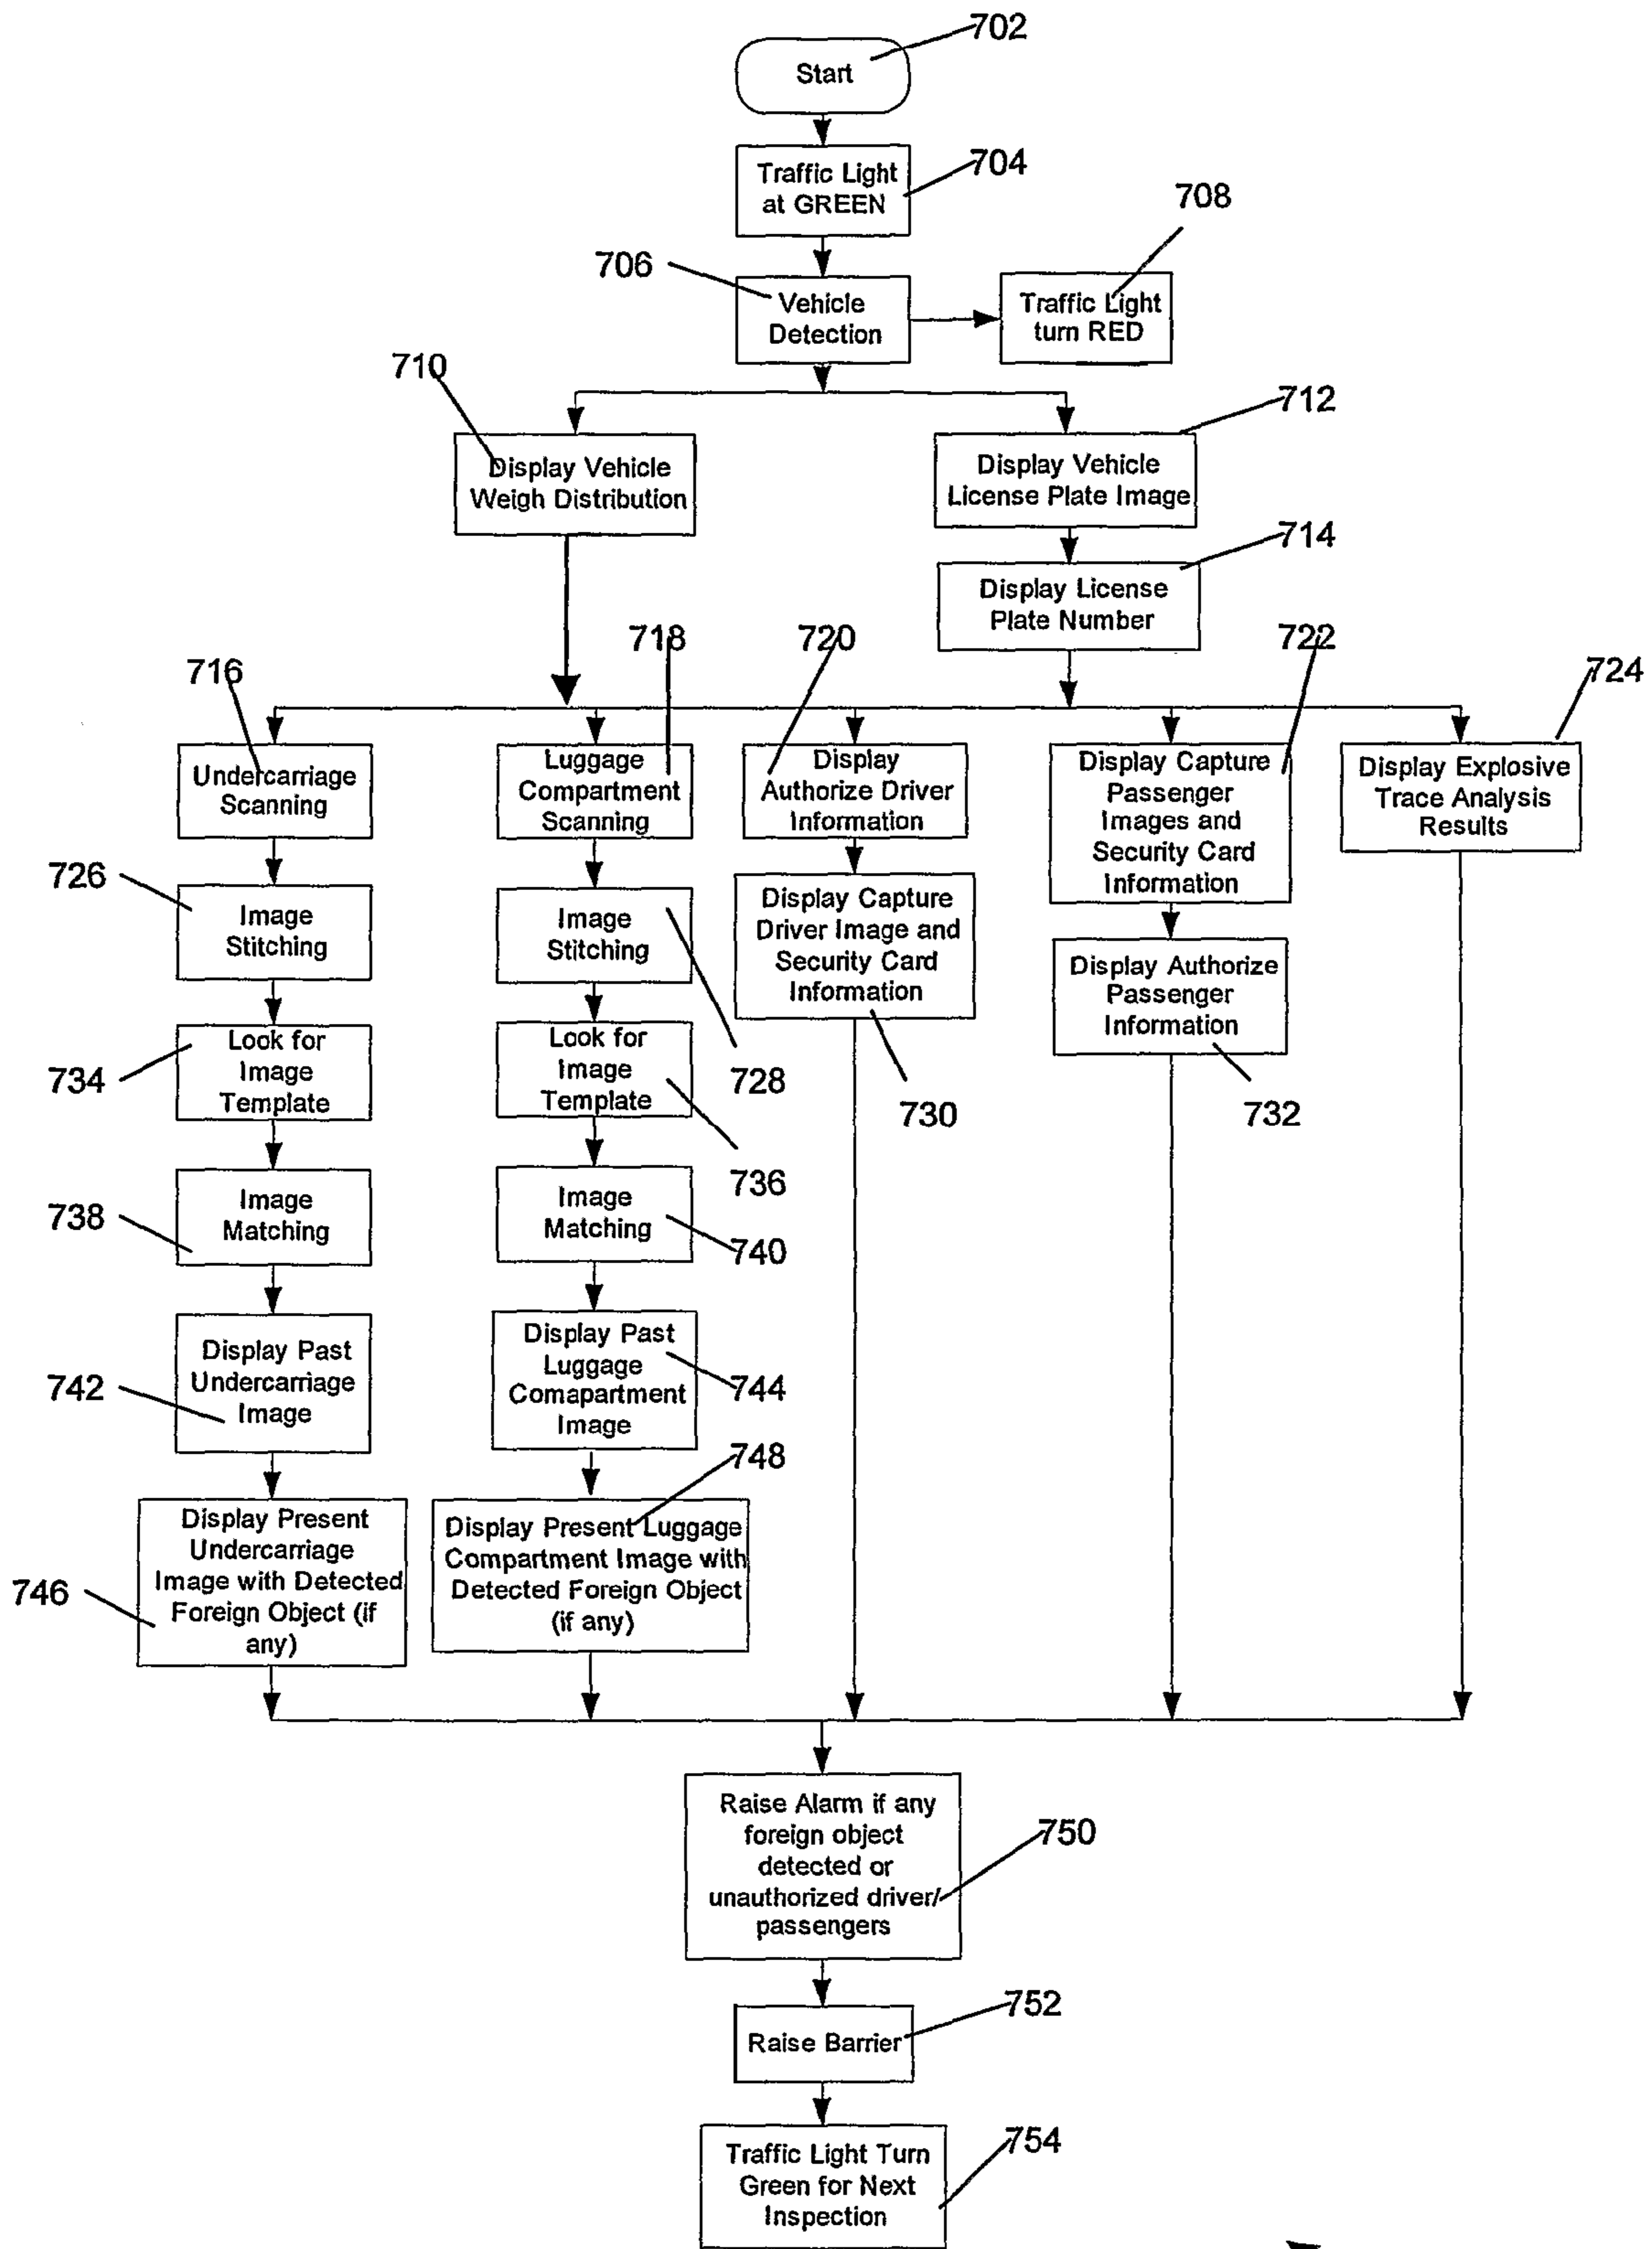 702
Start
704
Traffic Light
at GREEN
708
706
Vehicle
Detection
Traffic Light
turn RED
710
712
Display Vehicle
Weigh Distribution
Display Vehicle
License Plate Image
714
Display License
Plate Number
716
718
720
722
724
Undercarriage
Scanning
Luggage
Compartment
Scanning
Display
Authorize Driver
Information
Display Capture
Passenger
Images and
Security Card
Information
Display Explosive
Trace Analysis
Results
726
Image
Stitching
Image
Stitching
728
Display Capture
Driver Image and
Security Card
Information
730
Display Authorize
Passenger
Information
732
734
Look for
Image
Template
Look for
Image
Template
736
738
Image
Matching
Image
Matching
740
742
Display Past
Undercarriage
Image
Display Past
Luggage
Comapartment
Image
744
748
746
Display Present
Undercarriage
Image with Detected
Foreign Object (if
any)
Display Present Luggage
Compartment Image with
Detected Foreign Object
(if any)
Raise Alarm if any
foreign object
detected or
unauthorized driver/
passengers
750
752
Raise Barrier
754
Traffic Light Turn
Green for Next
Inspection